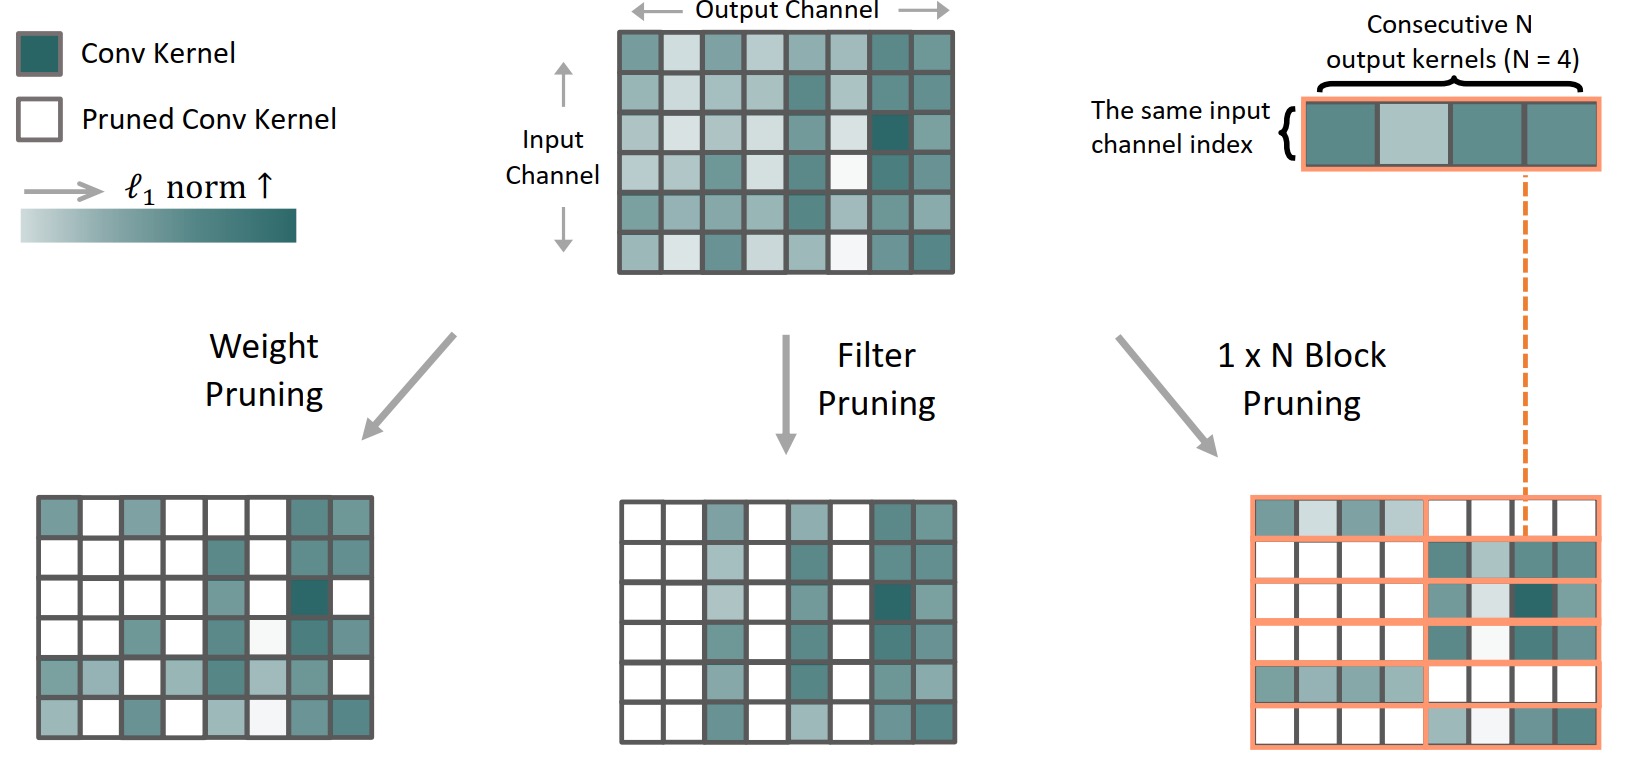 Conv Kernel
Pruned Conv Kernel
ℓ₁ norm ↑
Output Channel
Input
Channel
Consecutive N
output kernels (N = 4)
The same input
channel index
Weight
Pruning
Filter
Pruning
1 x N Block
Pruning